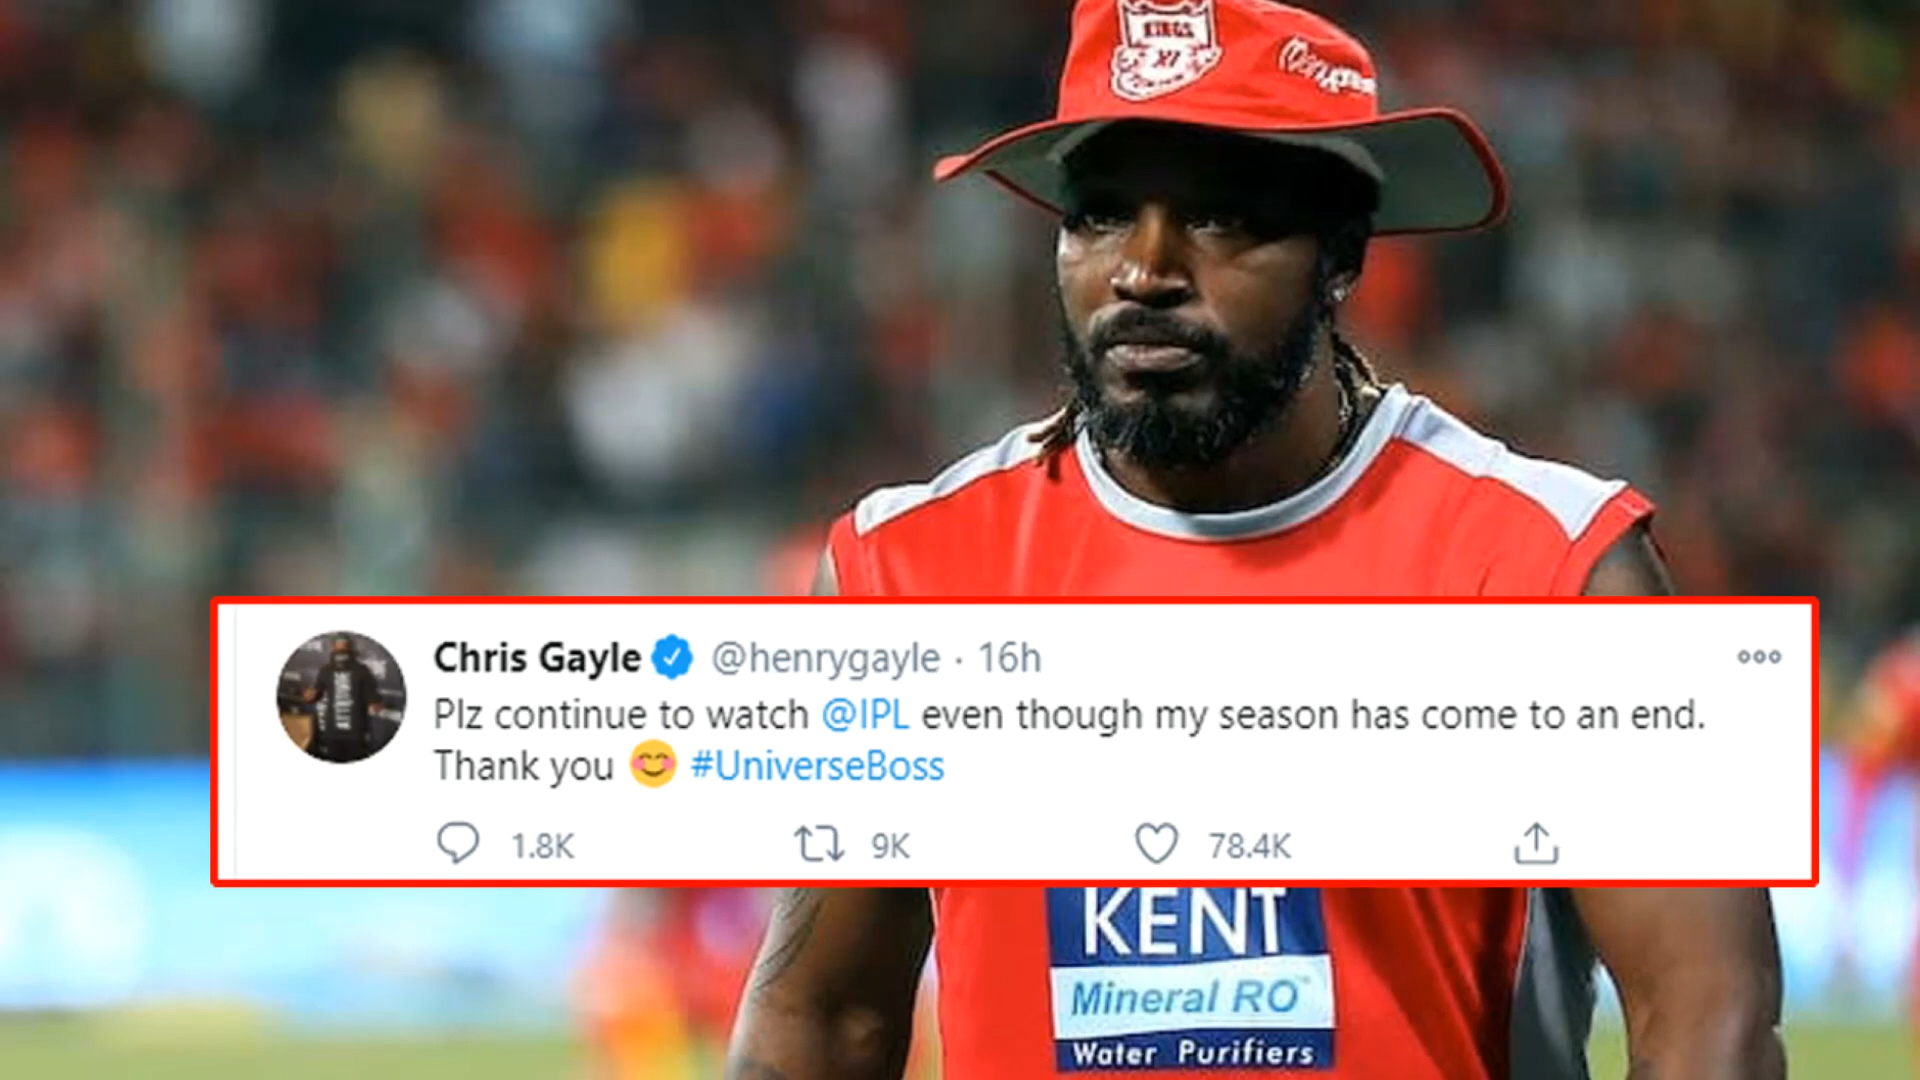 KINGS
XI
Chris Gayle @henrygayle · 16h
Plz continue to watch @IPL even though my season has come to an end.
Thank you 😊 #UniverseBoss
1.8K 9K 78.4K
KENT
Mineral RO™
Water Purifiers